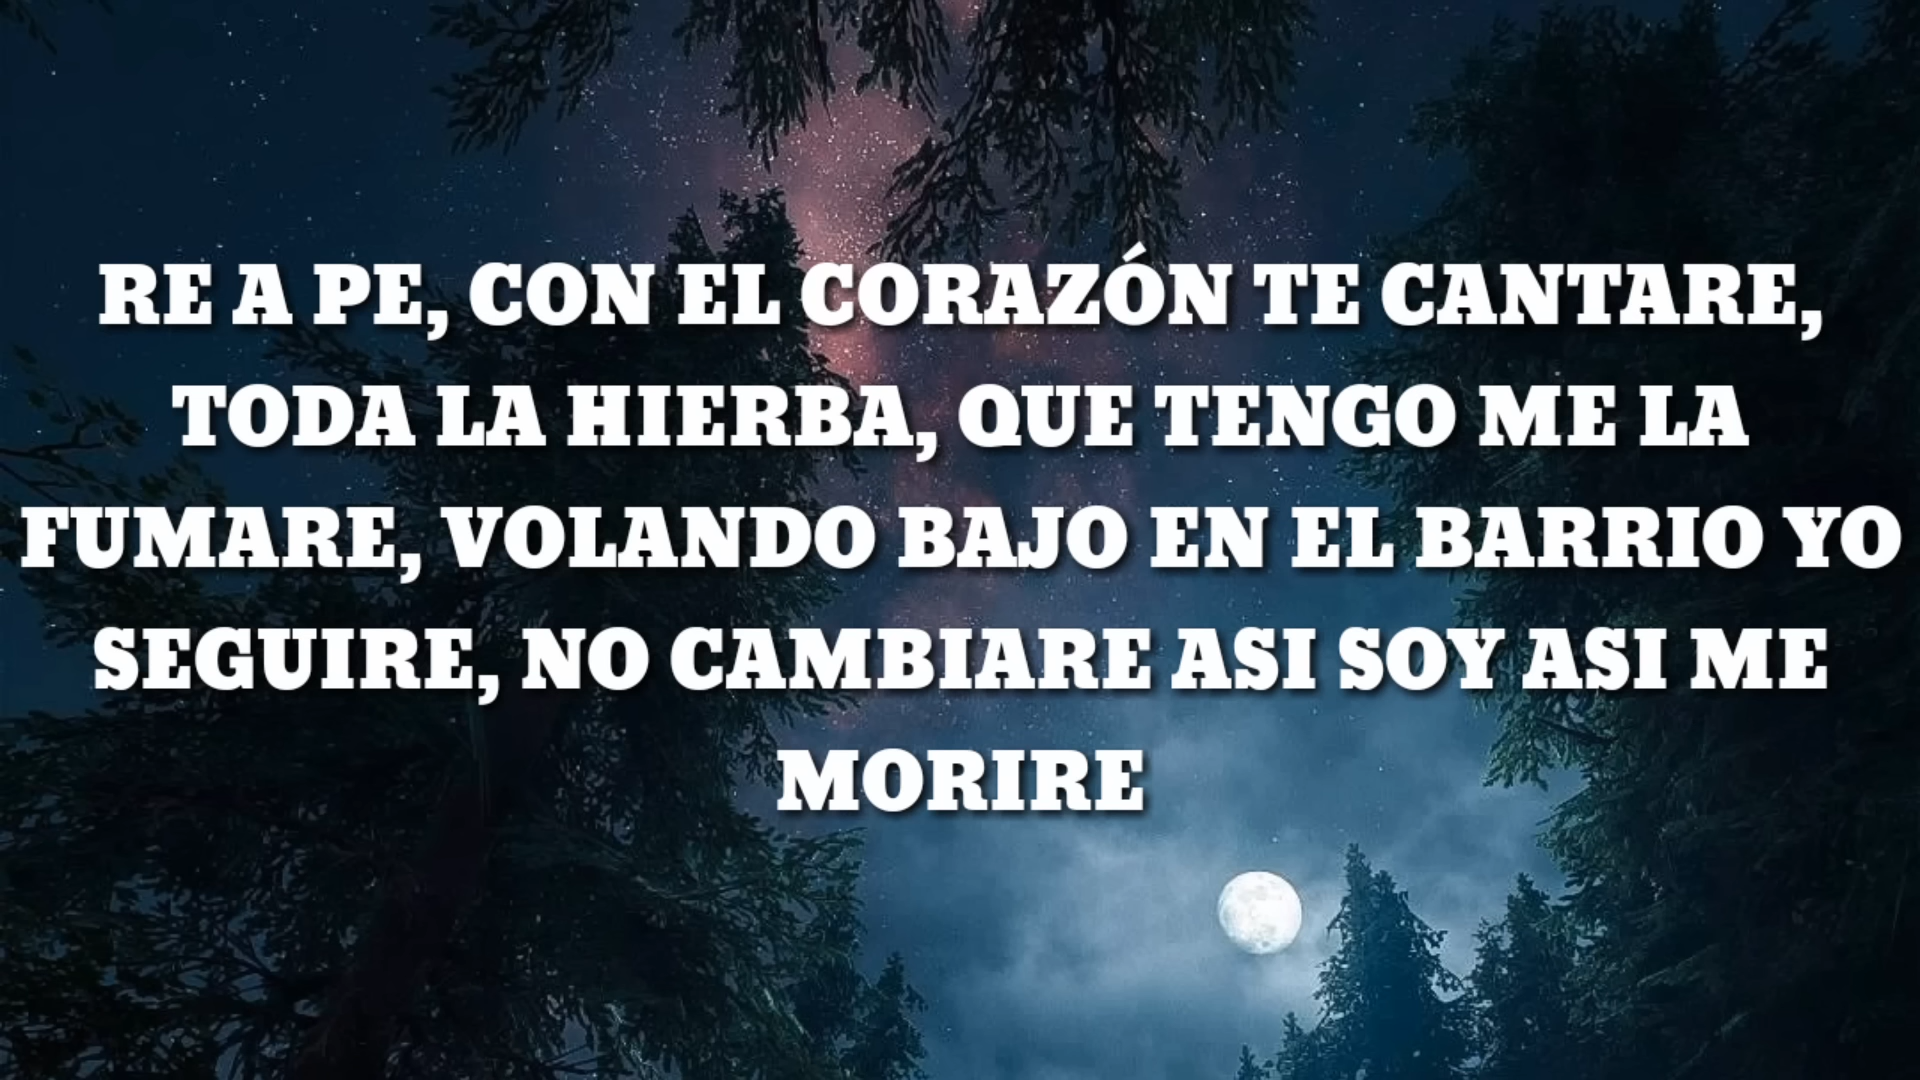 RE A PE, CON EL CORAZÓN TE CANTARE,
TODA LA HIERBA, QUE TENGO ME LA
FUMARE, VOLANDO BAJO EN EL BARRIO YO
SEGUIRE, NO CAMBIARE ASI SOY ASI ME
MORIRE